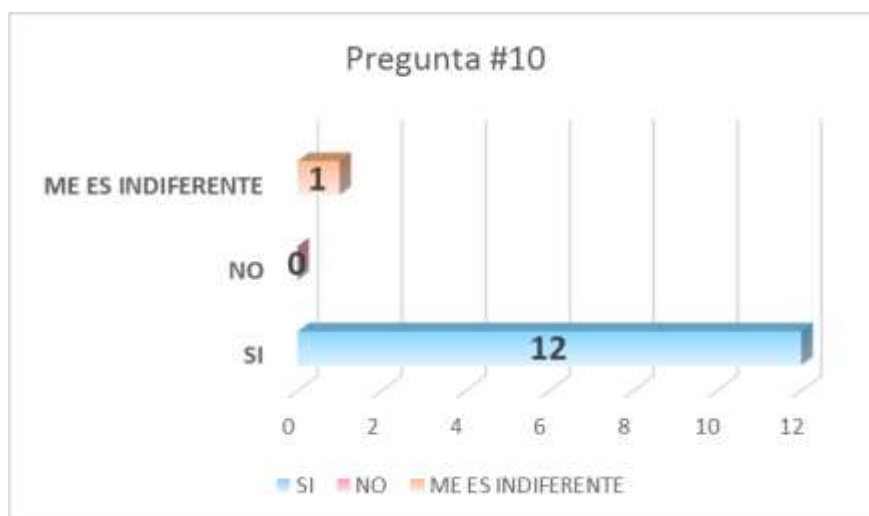 Pregunta #10
ME ES INDIFERENTE
1
NO
0
SI
12
0 2 4 6 8 10 12
SI NO ME ES INDIFERENTE